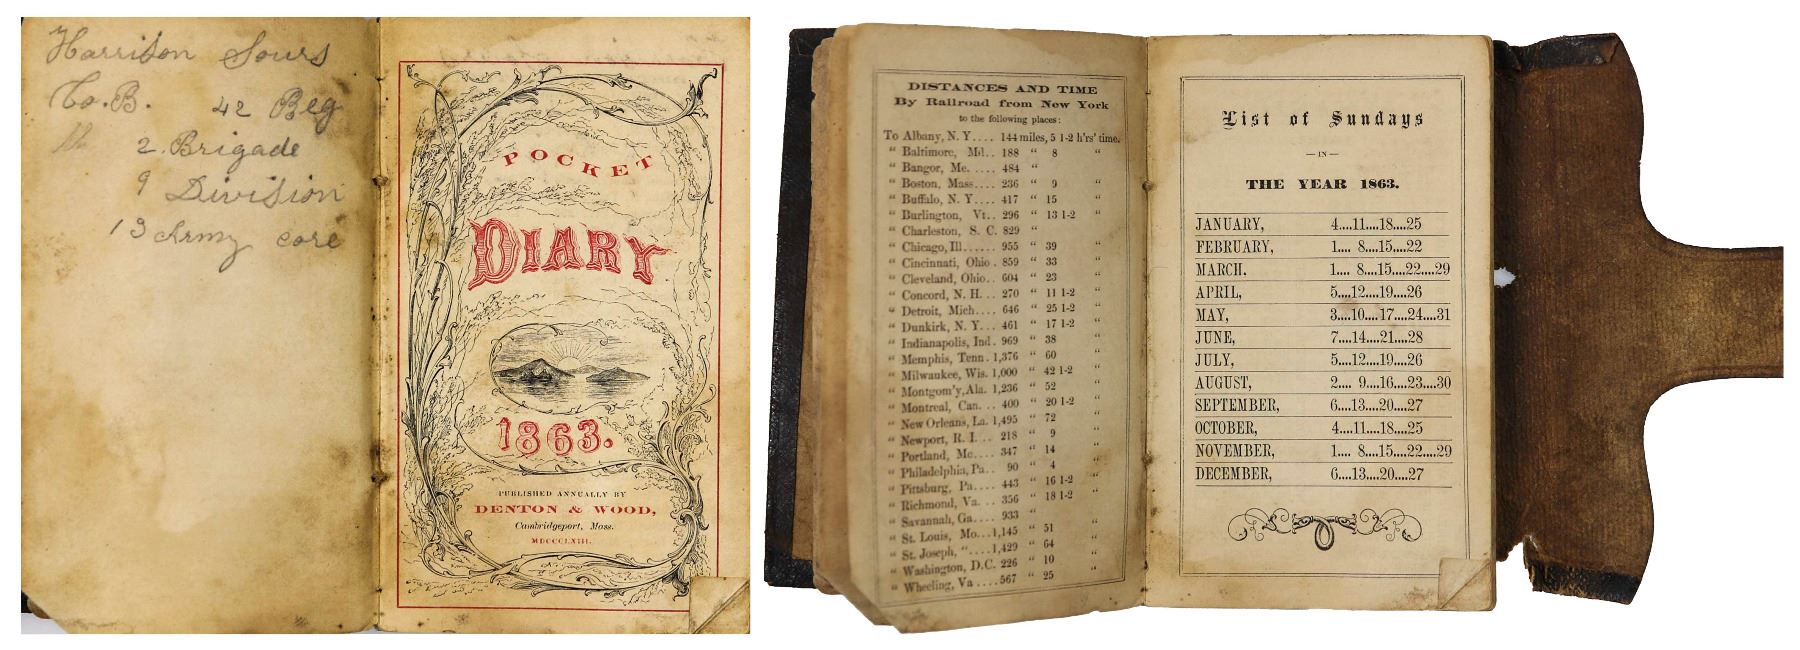 Harrison Sours
Co. B. 42 Reg
2. Brigade
9 Division
13 Army core
POCKET
DIARY
1863.
PUBLISHED ANNUALLY BY
DENTON & WOOD,
Cambridgeport, Mass.
MDCCCLXIII.
DISTANCES AND TIME
By Railroad from New York
to the following places:
To Albany, N. Y.... 144 miles, 5 1-2 h'rs' time.
" Baltimore, Md.. 188 " 8 "
" Bangor, Me. .... 484 "
" Boston, Mass.... 236 " 9 "
" Buffalo, N. Y.... 417 " 15 "
" Burlington, Vt.. 296 " 13 1-2 "
" Charleston, S. C. 829 "
" Chicago, Ill...... 955 " 39 "
" Cincinnati, Ohio . 859 " 33 "
" Cleveland, Ohio.. 604 " 23 "
" Concord, N. H. .. 270 " 11 1-2 "
" Detroit, Mich.... 646 " 25 1-2 "
" Dunkirk, N. Y... 461 " 17 1-2 "
" Indianapolis, Ind. 969 " 38 "
" Memphis, Tenn. 1,376 " 60 "
" Milwaukee, Wis. 1,000 " 42 1-2 "
" Montgom'y, Ala. 1,236 " 52 "
" Montreal, Can. .. 400 " 20 1-2 "
" New Orleans, La. 1,495 " 72 "
" Newport, R. I. .. 218 " 9 "
" Portland, Me.... 347 " 14 "
" Philadelphia, Pa.. 90 " 4 "
" Pittsburg, Pa. ... 443 " 16 1-2 "
" Richmond, Va. .. 356 " 18 1-2 "
" Savannah, Ga.... 933 "
" St. Louis, Mo...1,145 " 51 "
" St. Joseph, "....1,429 " 64 "
" Washington, D.C. 226 " 10 "
" Wheeling, Va .... 567 " 25 "
List of Sundays
—IN—
THE YEAR 1863.
JANUARY, 4....11....18....25
FEBRUARY, 1.... 8....15....22
MARCH. 1.... 8....15....22....29
APRIL, 5....12....19....26
MAY, 3....10....17....24....31
JUNE, 7....14....21....28
JULY, 5....12....19....26
AUGUST, 2.... 9....16....23....30
SEPTEMBER, 6....13....20....27
OCTOBER, 4....11....18....25
NOVEMBER, 1.... 8....15....22....29
DECEMBER, 6....13....20....27